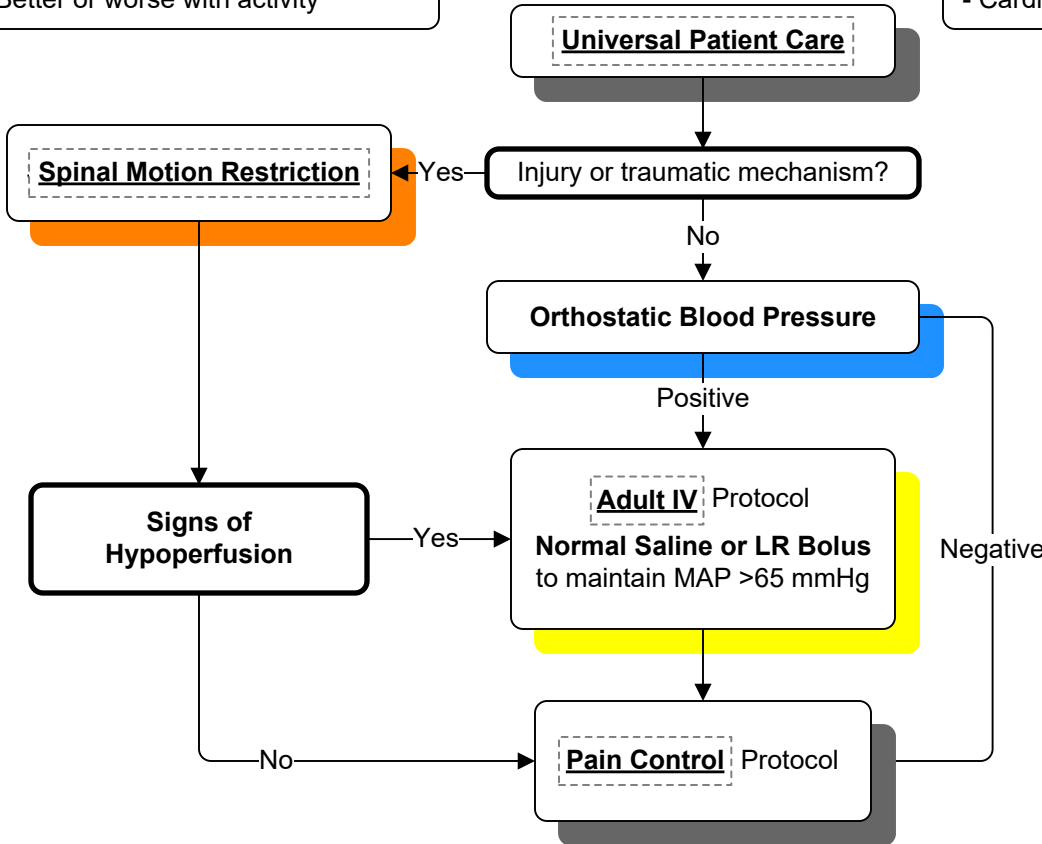 Better or worse with activity
- Cardi
Universal Patient Care
Spinal Motion Restriction
Yes
Injury or traumatic mechanism?
No
Orthostatic Blood Pressure
Positive
Adult IV Protocol
Signs of
Hypoperfusion
Yes
Normal Saline or LR Bolus
to maintain MAP >65 mmHg
Negative
No
Pain Control Protocol